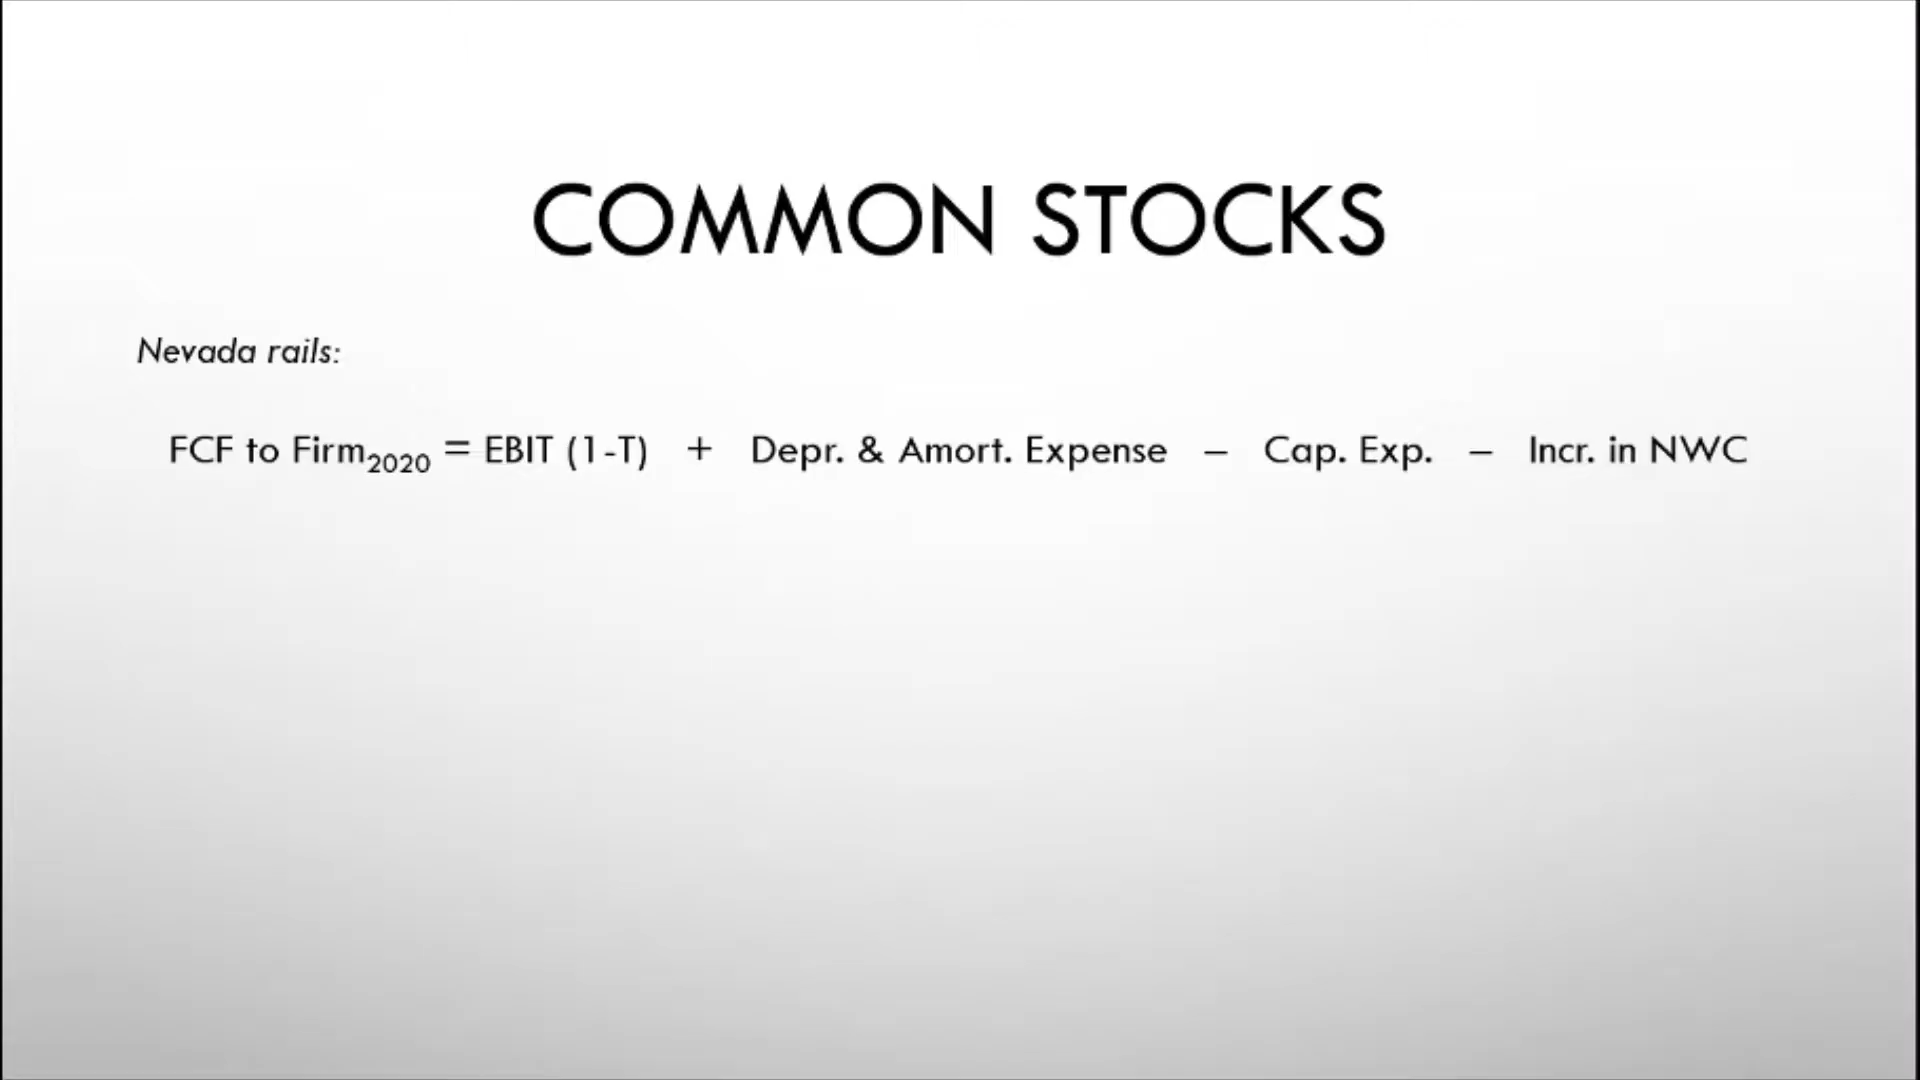 COMMON STOCKS
Nevada rails:
FCF to Firm₂₀₂₀ = EBIT (1-T) + Depr. & Amort. Expense – Cap. Exp. – Incr. in NWC